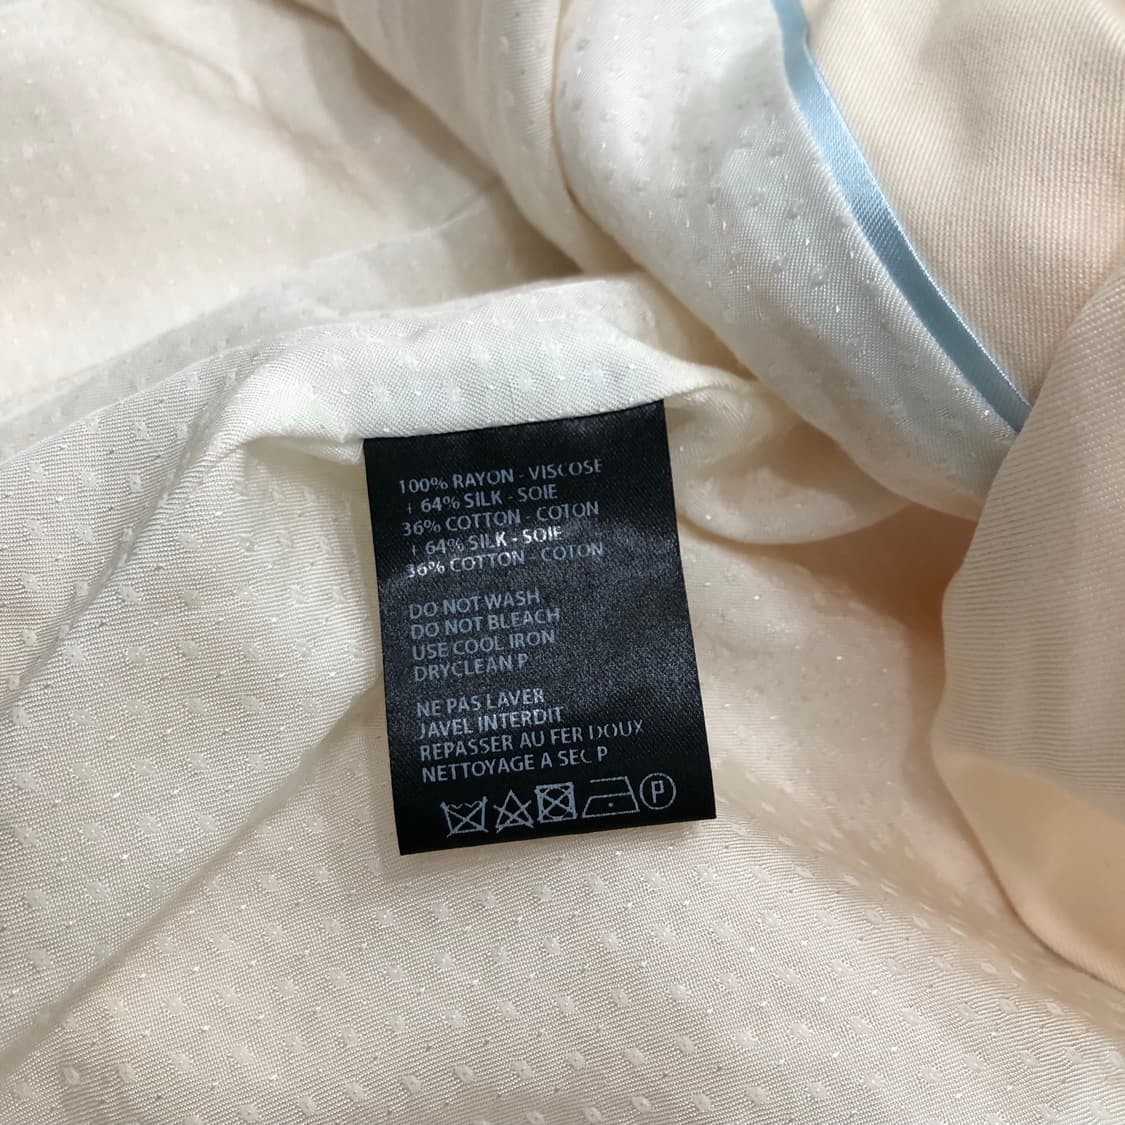 100% RAYON - VISCOSE
+ 64% SILK - SOIE
36% COTTON - COTON
+ 64% SILK - SOIE
36% COTTON - COTON
DO NOT WASH
DO NOT BLEACH
USE COOL IRON
DRYCLEAN P
NE PAS LAVER
JAVEL INTERDIT
REPASSER AU FER DOUX
NETTOYAGE A SEC P
P